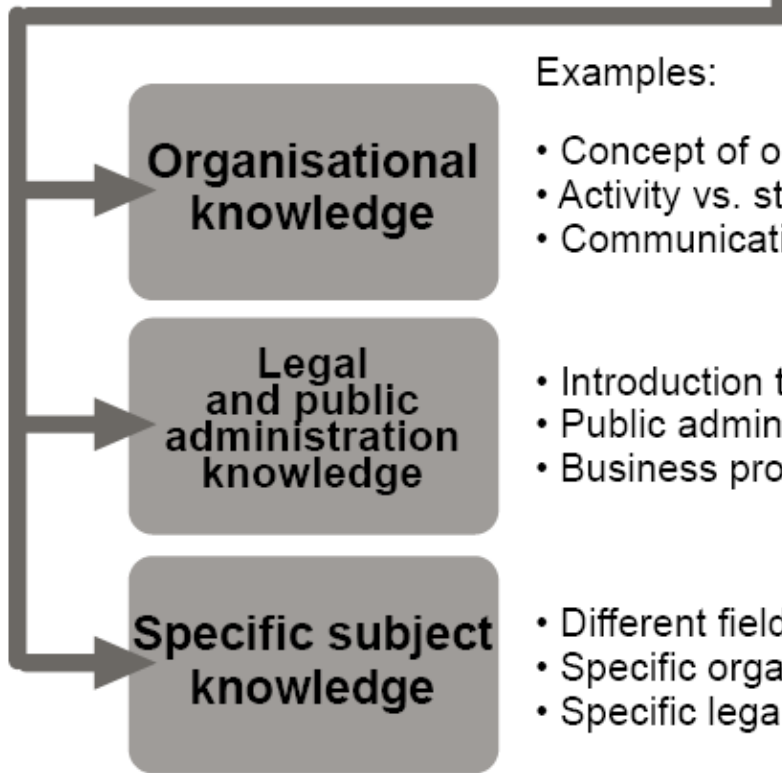 Examples:
Organisational
knowledge
• Concept of
• Activity vs.
•
Legal
and public
administration
knowledge
• Introduction
• Public
• Business
Specific subject
knowledge
• Different
• Specific
• Specific